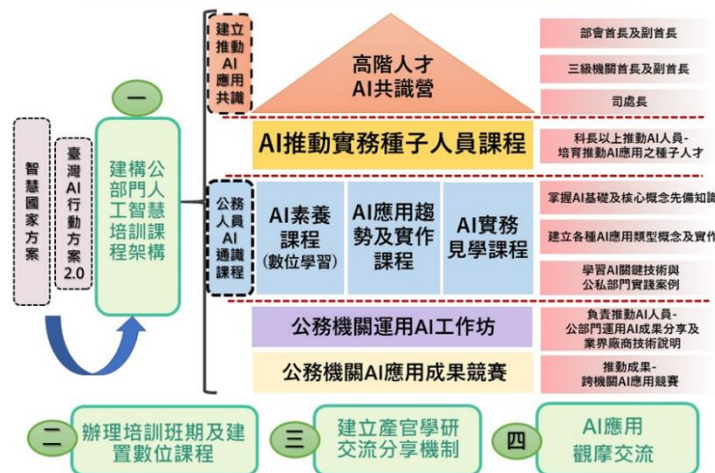 建立
推動
AI
應用
共識
高階人才
AI共識營
部會首長及副首長
三級機關首長及副首長
司處長
一
智慧國家方案
臺灣AI行動方案2.0
建構公
部門人
工智慧
培訓課
程架構
AI推動實務種子人員課程
科長以上推動AI人員-
培育推動AI應用之種子人才
公務
人員
AI
通識
課程
AI素養
課程
(數位學習)
AI應用趨
勢及實作
課程
AI實務
見學課程
掌握AI基礎及核心概念先備知識
建立各種AI應用類型概念及實作
學習AI關鍵技術與
公私部門實踐案例
公務機關運用AI工作坊
負責推動AI人員-
公部門運用AI成果分享及
業界廠商技術說明
公務機關AI應用成果競賽
推動成果-
跨機關AI應用競賽
二
辦理培訓班期及建
置數位課程
三
建立產官學研
交流分享機制
四
AI應用
觀摩交流